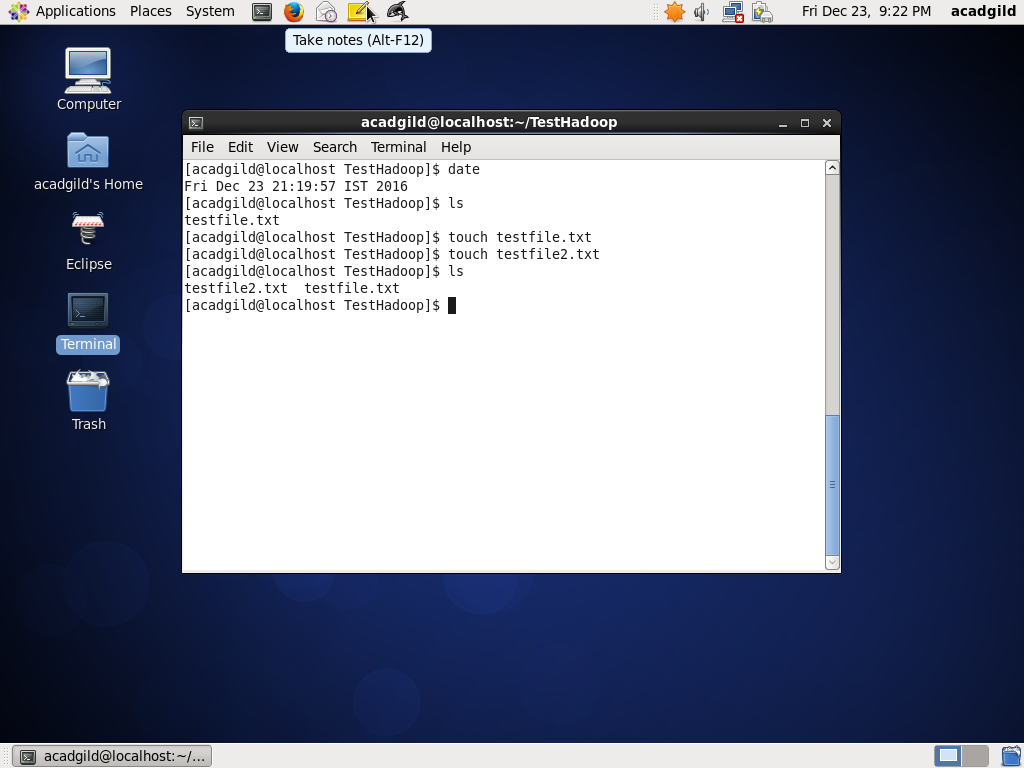 Applications Places System Fri Dec 23, 9:22 PM acadgild
Take notes (Alt-F12)
Computer
acadgild's Home
Eclipse
Terminal
Trash
acadgild@localhost:~/TestHadoop
File Edit View Search Terminal Help
[acadgild@localhost TestHadoop]$ date
Fri Dec 23 21:19:57 IST 2016
[acadgild@localhost TestHadoop]$ ls
testfile.txt
[acadgild@localhost TestHadoop]$ touch testfile.txt
[acadgild@localhost TestHadoop]$ touch testfile2.txt
[acadgild@localhost TestHadoop]$ ls
testfile2.txt  testfile.txt
[acadgild@localhost TestHadoop]$
acadgild@localhost:~/...